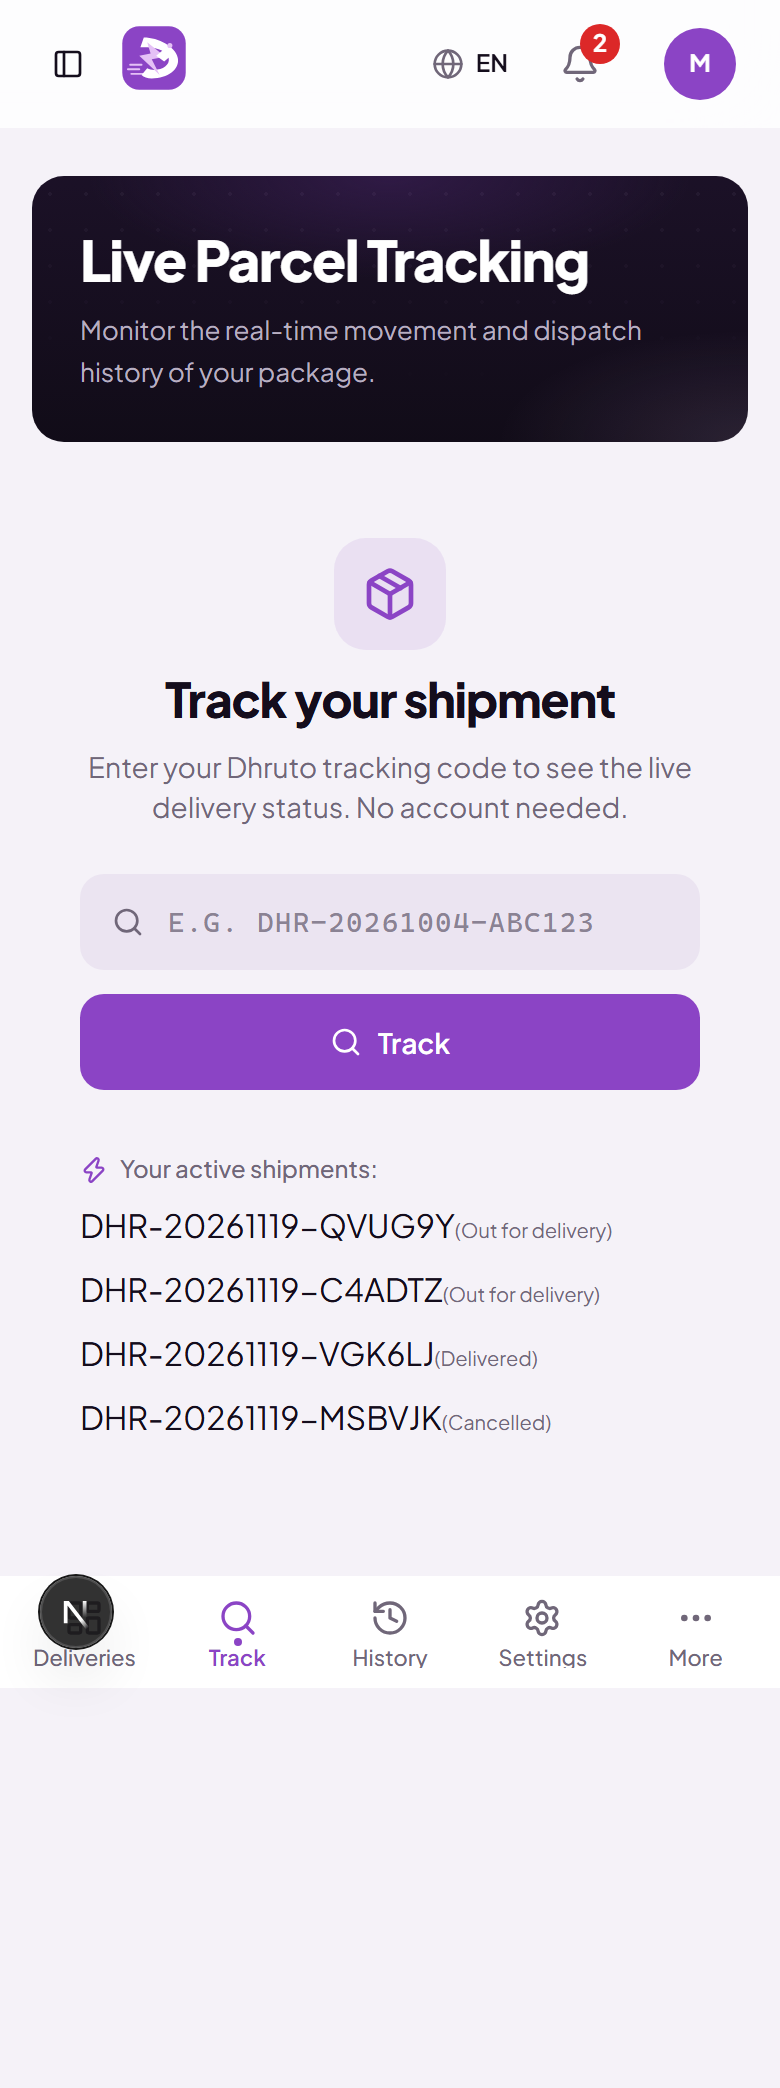 EN
2
M
Live Parcel Tracking
Monitor the real-time movement and dispatch
history of your package.
Track your shipment
Enter your Dhruto tracking code to see the live
delivery status. No account needed.
E.G. DHR-20261004-ABC123
Track
Your active shipments:
DHR-20261119-QVUG9Y(Out for delivery)
DHR-20261119-C4ADTZ(Out for delivery)
DHR-20261119-VGK6LJ(Delivered)
DHR-20261119-MSBVJK(Cancelled)
N
Deliveries
Track
History
Settings
More